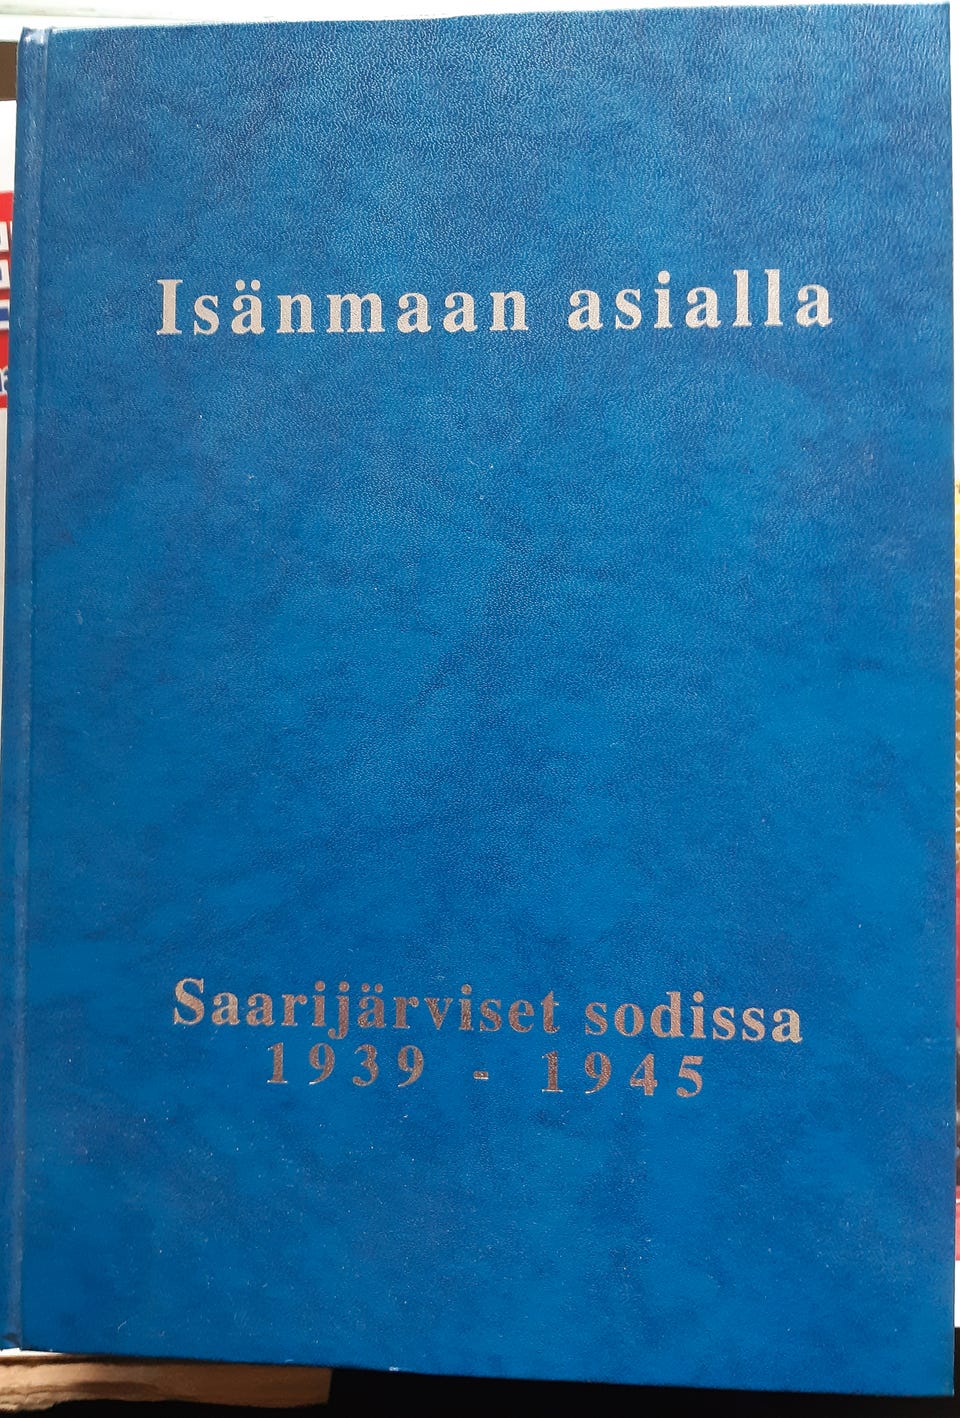 Isänmaan asialla
Saarijärviset sodissa
1939 - 1945